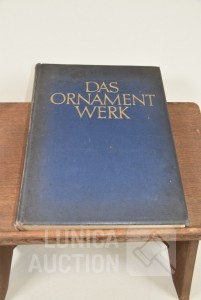 DAS
ORNAMENT
WERK
LUNICA
AUCTION